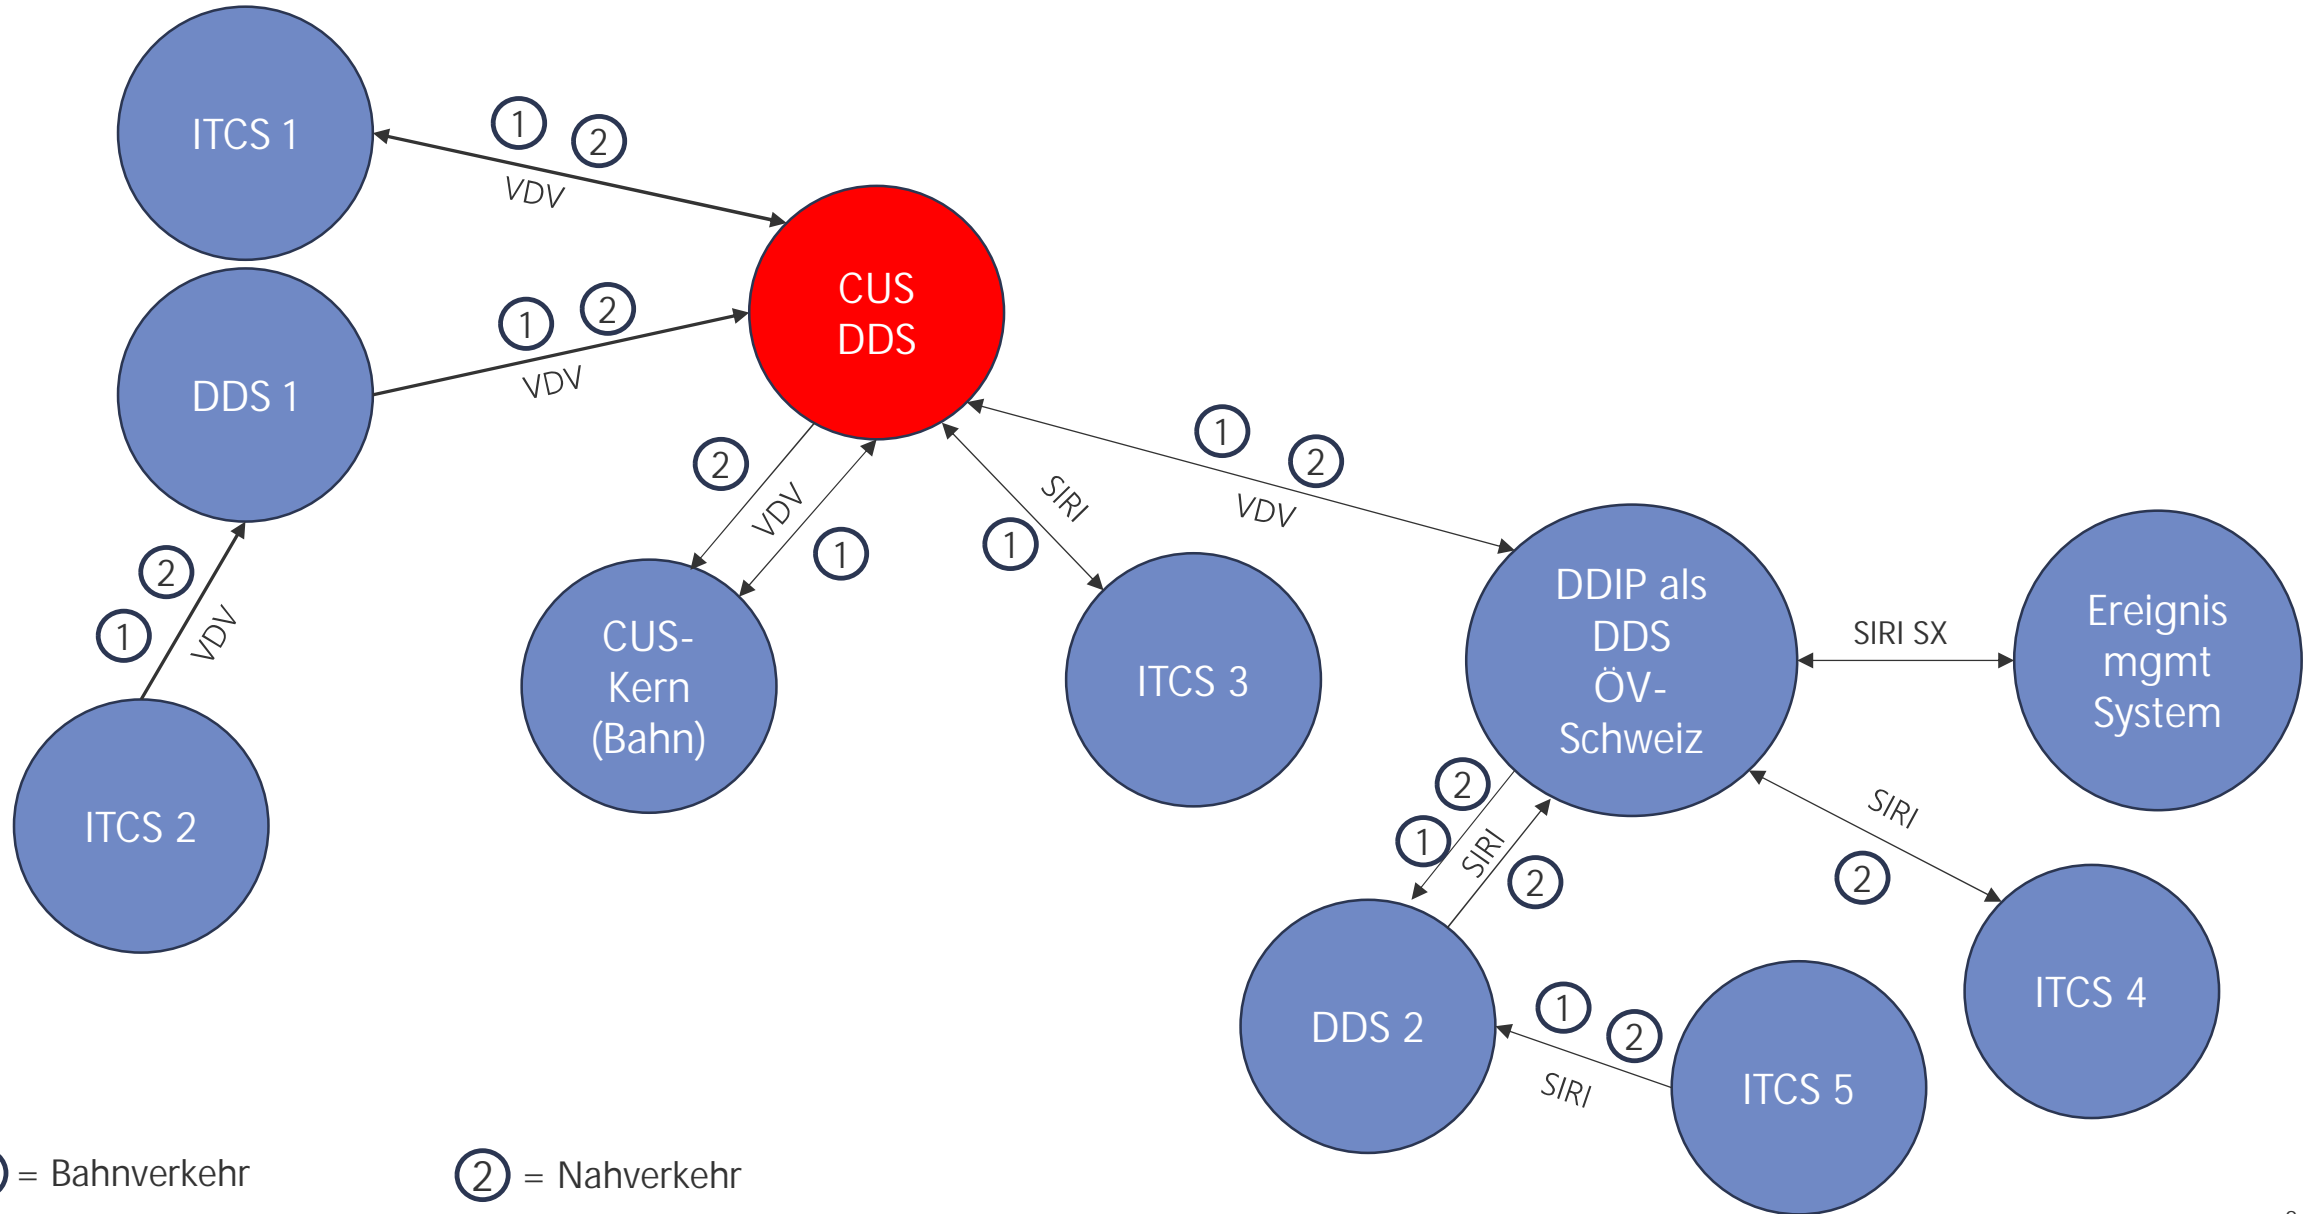 ITCS 1
1
2
VDV
CUS
DDS
DDS 1
1
2
VDV
1
2
VDV
2
VDV
1
SIRI
1
1
2
VDV
ITCS 2
CUS-
Kern
(Bahn)
ITCS 3
DDIP als
DDS
ÖV-
Schweiz
SIRI SX
Ereignis
mgmt
System
2
1
SIRI
2
SIRI
2
DDS 2
1
2
SIRI
ITCS 5
ITCS 4
= Bahnverkehr
2 = Nahverkehr